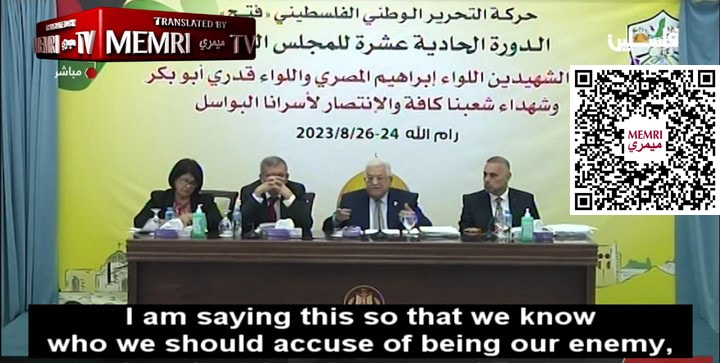 TRANSLATED BY
MEMRI
TV
MEMRI
ميمري
TV
مباشر
فلسطين
حركة التحرير الوطني الفلسطيني «فتح
الدورة الحادية عشرة للمجلس
الشهيدين اللواء إبراهيم المصري واللواء قدري أبو بكر
وشهداء شعبنا كافة والإنتصار لأسرانا البواسل
رام الله 24-2023/8/26
MEMRI
ميمري
I am saying this so that we know
who we should accuse of being our enemy,